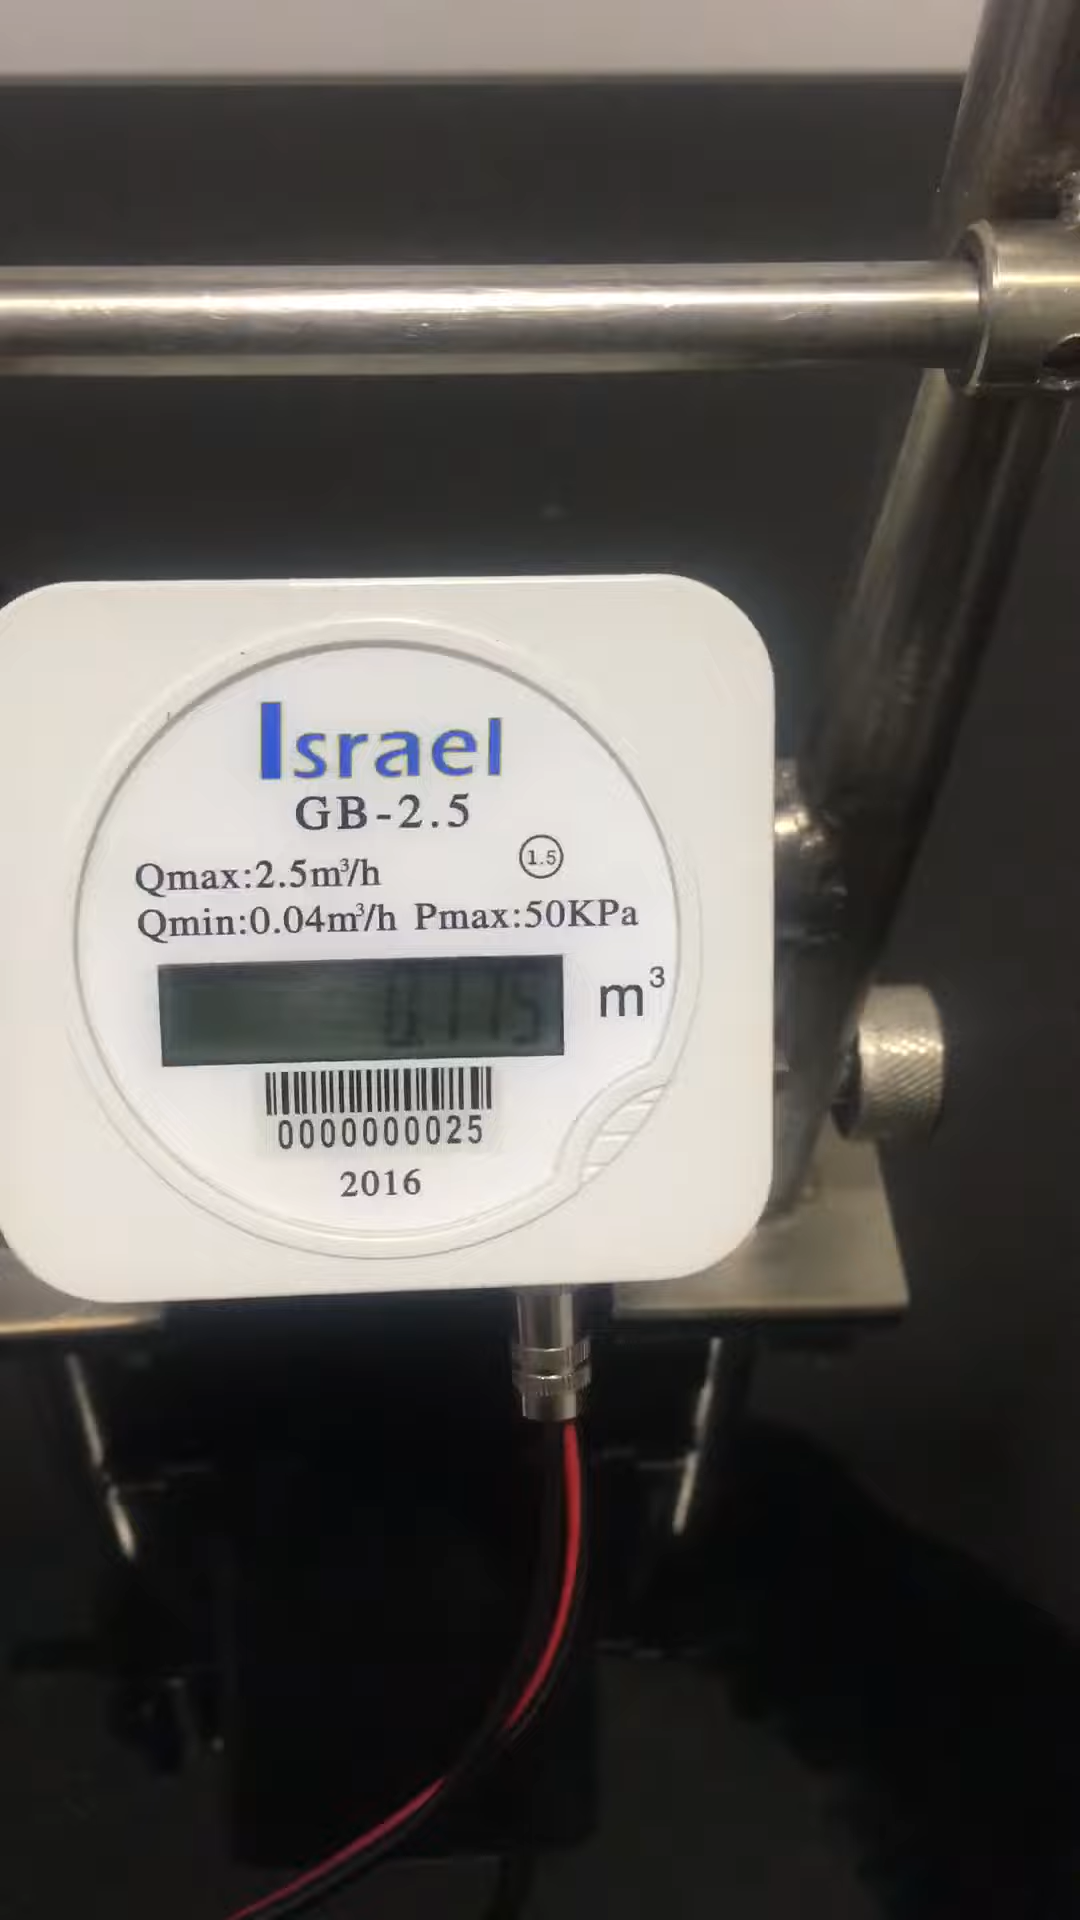 Israel
GB-2.5
1.5
Qmax:2.5m³/h
Qmin:0.04m³/h Pmax:50KPa
m³
0000000025
2016